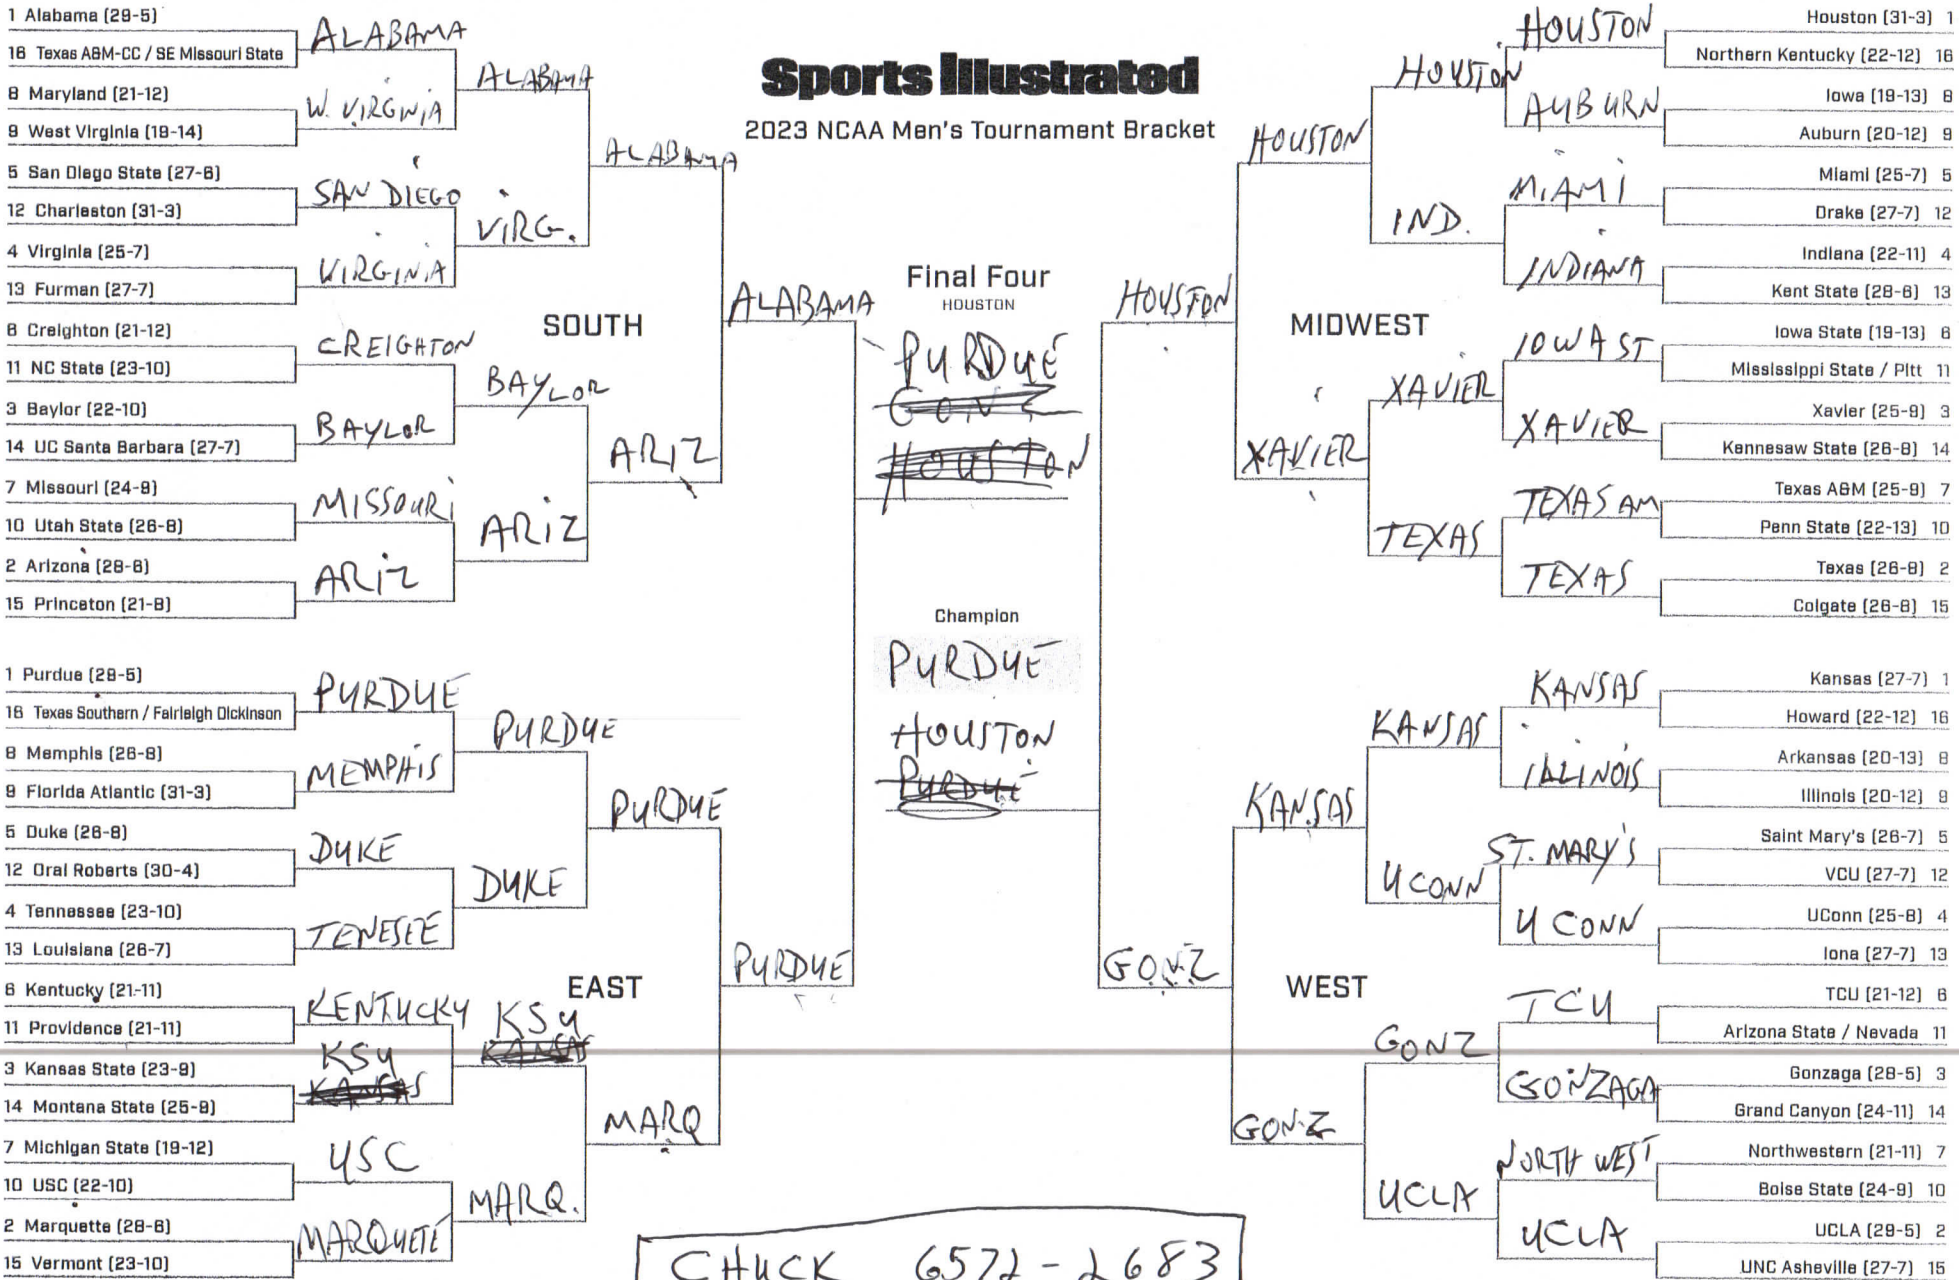 Sports Illustrated
2023 NCAA Men's Tournament Bracket
1 Alabama (29-5)
16 Texas A&M-CC / SE Missouri State
8 Maryland (21-12)
9 West Virginia (19-14)
5 San Diego State (27-6)
12 Charleston (31-3)
4 Virginia (25-7)
13 Furman (27-7)
6 Creighton (21-12)
11 NC State (23-10)
3 Baylor (22-10)
14 UC Santa Barbara (27-7)
7 Missouri (24-9)
10 Utah State (26-8)
2 Arizona (28-6)
15 Princeton (21-8)
ALABAMA
W. VIRGINIA
SAN DIEGO
VIRGINIA
CREIGHTON
BAYLOR
MISSOURI
ARIZ
ALABAMA
VIRG.
BAYLOR
ARIZ
ALABAMA
ARIZ
SOUTH
ALABAMA
1 Purdue (29-5)
16 Texas Southern / Fairleigh Dickinson
8 Memphis (26-8)
9 Florida Atlantic (31-3)
5 Duke (26-8)
12 Oral Roberts (30-4)
4 Tennessee (23-10)
13 Louisiana (26-7)
6 Kentucky (21-11)
11 Providence (21-11)
3 Kansas State (23-9)
14 Montana State (25-9)
7 Michigan State (19-12)
10 USC (22-10)
2 Marquette (28-6)
15 Vermont (23-10)
PURDUE
MEMPHIS
DUKE
TENESEE
KENTUCKY
KSU
KANSAS
USC
MARQUETE
PURDUE
DUKE
KSU
KANSAS
MARQ.
PURDUE
MARQ
EAST
PURDUE
Final Four
HOUSTON
PURDUE
GONZ
HOUSTON
Champion
PURDUE
HOUSTON
PURDUE
HOUSTON
MIDWEST
HOUSTON
XAVIER
HOUSTON
IND.
XAVIER
TEXAS
HOUSTON
AUBURN
MIAMI
INDIANA
IOWA ST
XAVIER
TEXAS AM
TEXAS
Houston (31-3) 1
Northern Kentucky (22-12) 16
Iowa (19-13) 8
Auburn (20-12) 9
Miami (25-7) 5
Drake (27-7) 12
Indiana (22-11) 4
Kent State (28-6) 13
Iowa State (19-13) 6
Mississippi State / Pitt 11
Xavier (25-9) 3
Kennesaw State (26-8) 14
Texas A&M (25-9) 7
Penn State (22-13) 10
Texas (26-8) 2
Colgate (26-8) 15
GONZ
WEST
KANSAS
GONZ
KANSAS
UCONN
GONZ
UCLA
KANSAS
ILLINOIS
ST. MARY'S
UCONN
TCU
GONZAGA
NORTH WEST
UCLA
Kansas (27-7) 1
Howard (22-12) 16
Arkansas (20-13) 8
Illinois (20-12) 9
Saint Mary's (26-7) 5
VCU (27-7) 12
UConn (25-8) 4
Iona (27-7) 13
TCU (21-12) 6
Arizona State / Nevada 11
Gonzaga (28-5) 3
Grand Canyon (24-11) 14
Northwestern (21-11) 7
Boise State (24-9) 10
UCLA (29-5) 2
UNC Asheville (27-7) 15
CHUCK 6572-2683